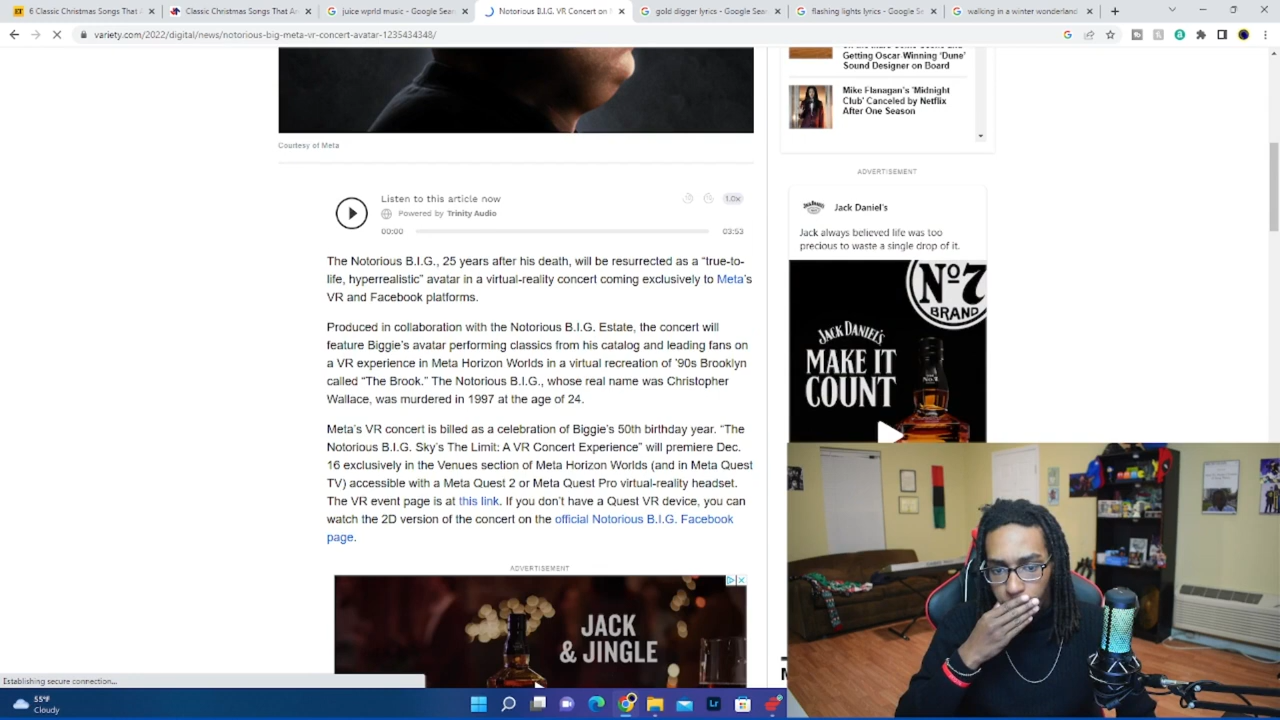 6 Classic Christmas Songs That A
Classic Christmas Songs That Ar
juice wrld music - Google Sear
Notorious B.I.G. VR Concert on
gold digger lyrics - Google Sea
flashing lights lyrics - Google Se
walking in a winter wonderland
variety.com/2022/digital/news/notorious-big-meta-vr-concert-avatar-1235434348/
Getting Oscar-Winning ‘Dune’
Sound Designer on Board
Mike Flanagan’s ‘Midnight
Club’ Canceled by Netflix
After One Season
Courtesy of Meta
Listen to this article now
1.0x
Powered by Trinity Audio
00:00
03:53
The Notorious B.I.G., 25 years after his death, will be resurrected as a “true-to-
life, hyperrealistic” avatar in a virtual-reality concert coming exclusively to Meta’s
VR and Facebook platforms.
Produced in collaboration with the Notorious B.I.G. Estate, the concert will
feature Biggie’s avatar performing classics from his catalog and leading fans on
a VR experience in Meta Horizon Worlds in a virtual recreation of ’90s Brooklyn
called “The Brook.” The Notorious B.I.G., whose real name was Christopher
Wallace, was murdered in 1997 at the age of 24.
Meta’s VR concert is billed as a celebration of Biggie’s 50th birthday year. “The
Notorious B.I.G. Sky’s The Limit: A VR Concert Experience” will premiere Dec.
16 exclusively in the Venues section of Meta Horizon Worlds (and in Meta Quest
TV) accessible with a Meta Quest 2 or Meta Quest Pro virtual-reality headset.
The VR event page is at this link. If you don’t have a Quest VR device, you can
watch the 2D version of the concert on the official Notorious B.I.G. Facebook
page.
ADVERTISEMENT
Jack Daniel's
Jack always believed life was too
precious to waste a single drop of it.
No 7
BRAND
JACK DANIEL'S
MAKE IT
COUNT
ADVERTISEMENT
JACK
& JINGLE
Establishing secure connection...
55°F
Cloudy